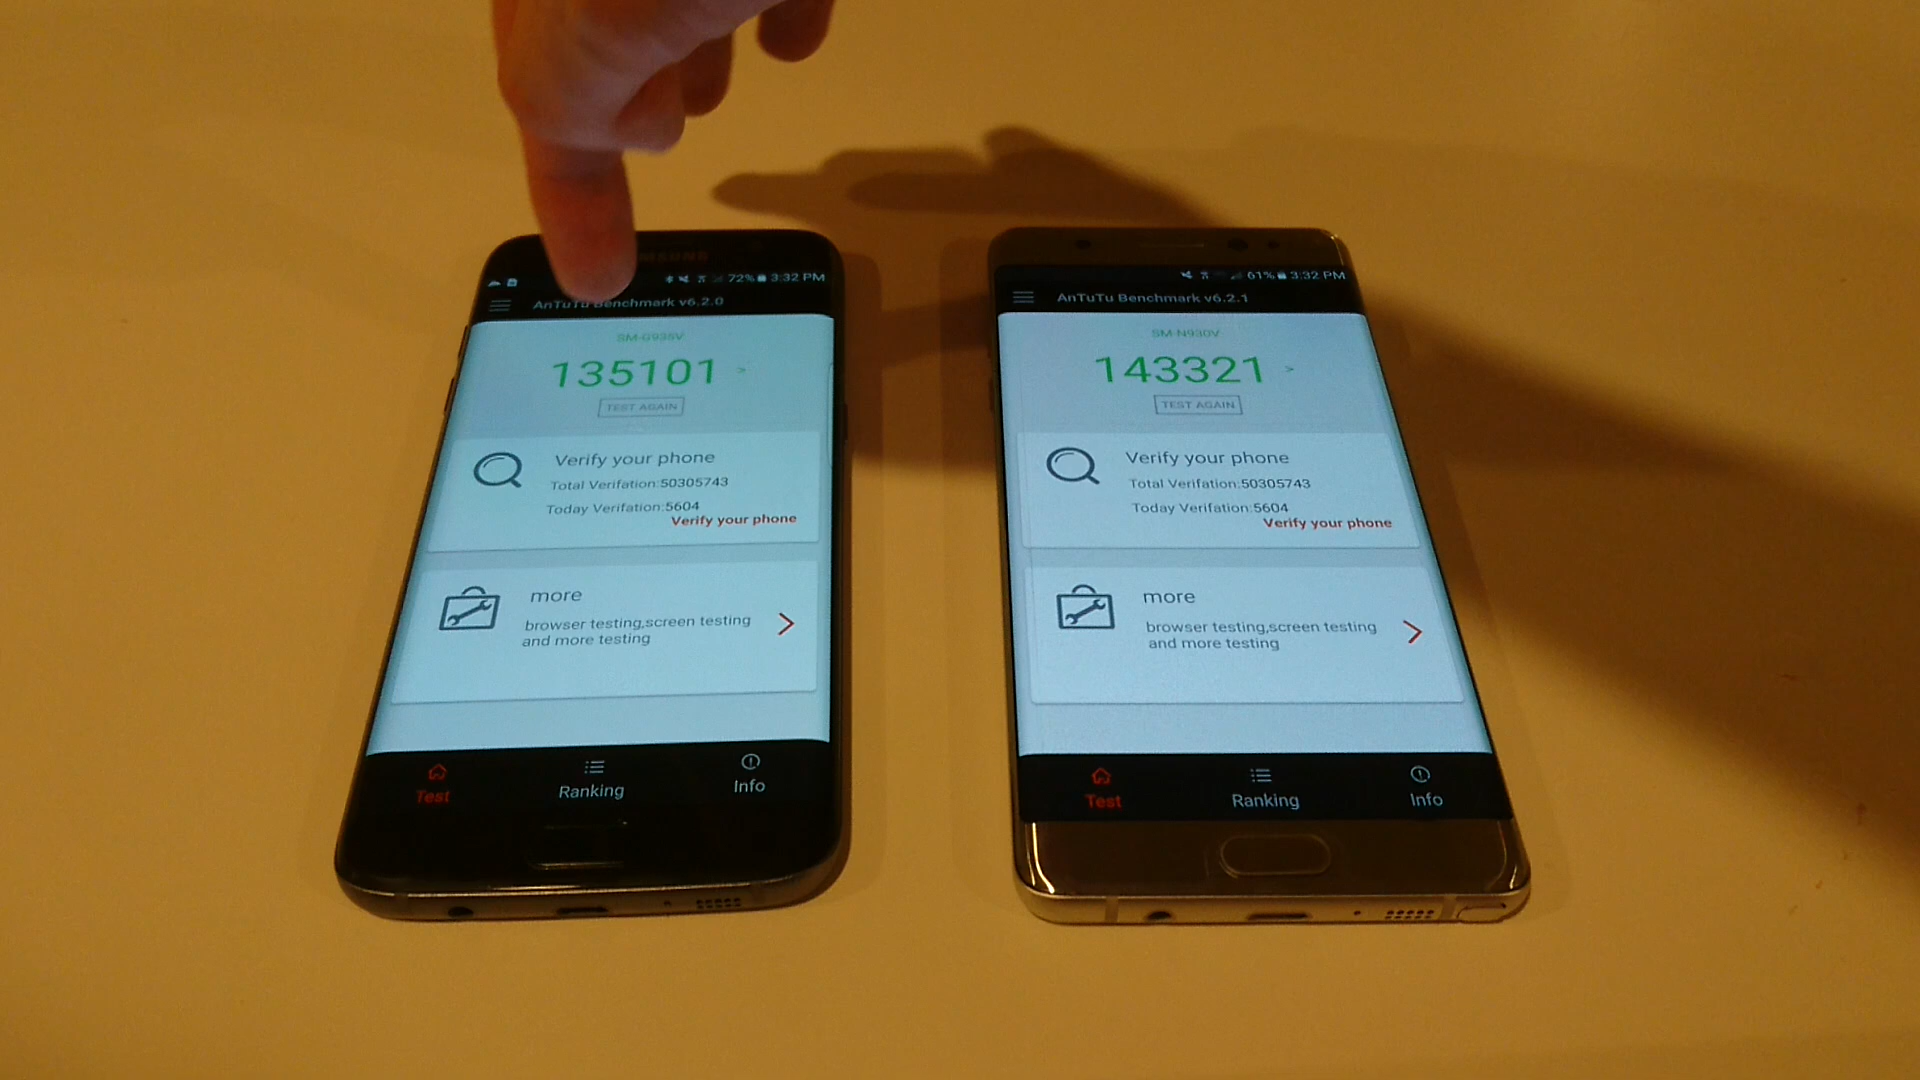 SAMSUNG
72% 3:32 PM
AnTuTu Benchmark v6.2.0
SM-G935V
135101 >
TEST AGAIN
Verify your phone
Total Verifation:50305743
Today Verifation:5604
Verify your phone
more
browser testing,screen testing
and more testing
Test
Ranking
Info
61% 3:32 PM
AnTuTu Benchmark v6.2.1
SM-N930V
143321 >
TEST AGAIN
Verify your phone
Total Verifation:50305743
Today Verifation:5604
Verify your phone
more
browser testing,screen testing
and more testing
Test
Ranking
Info